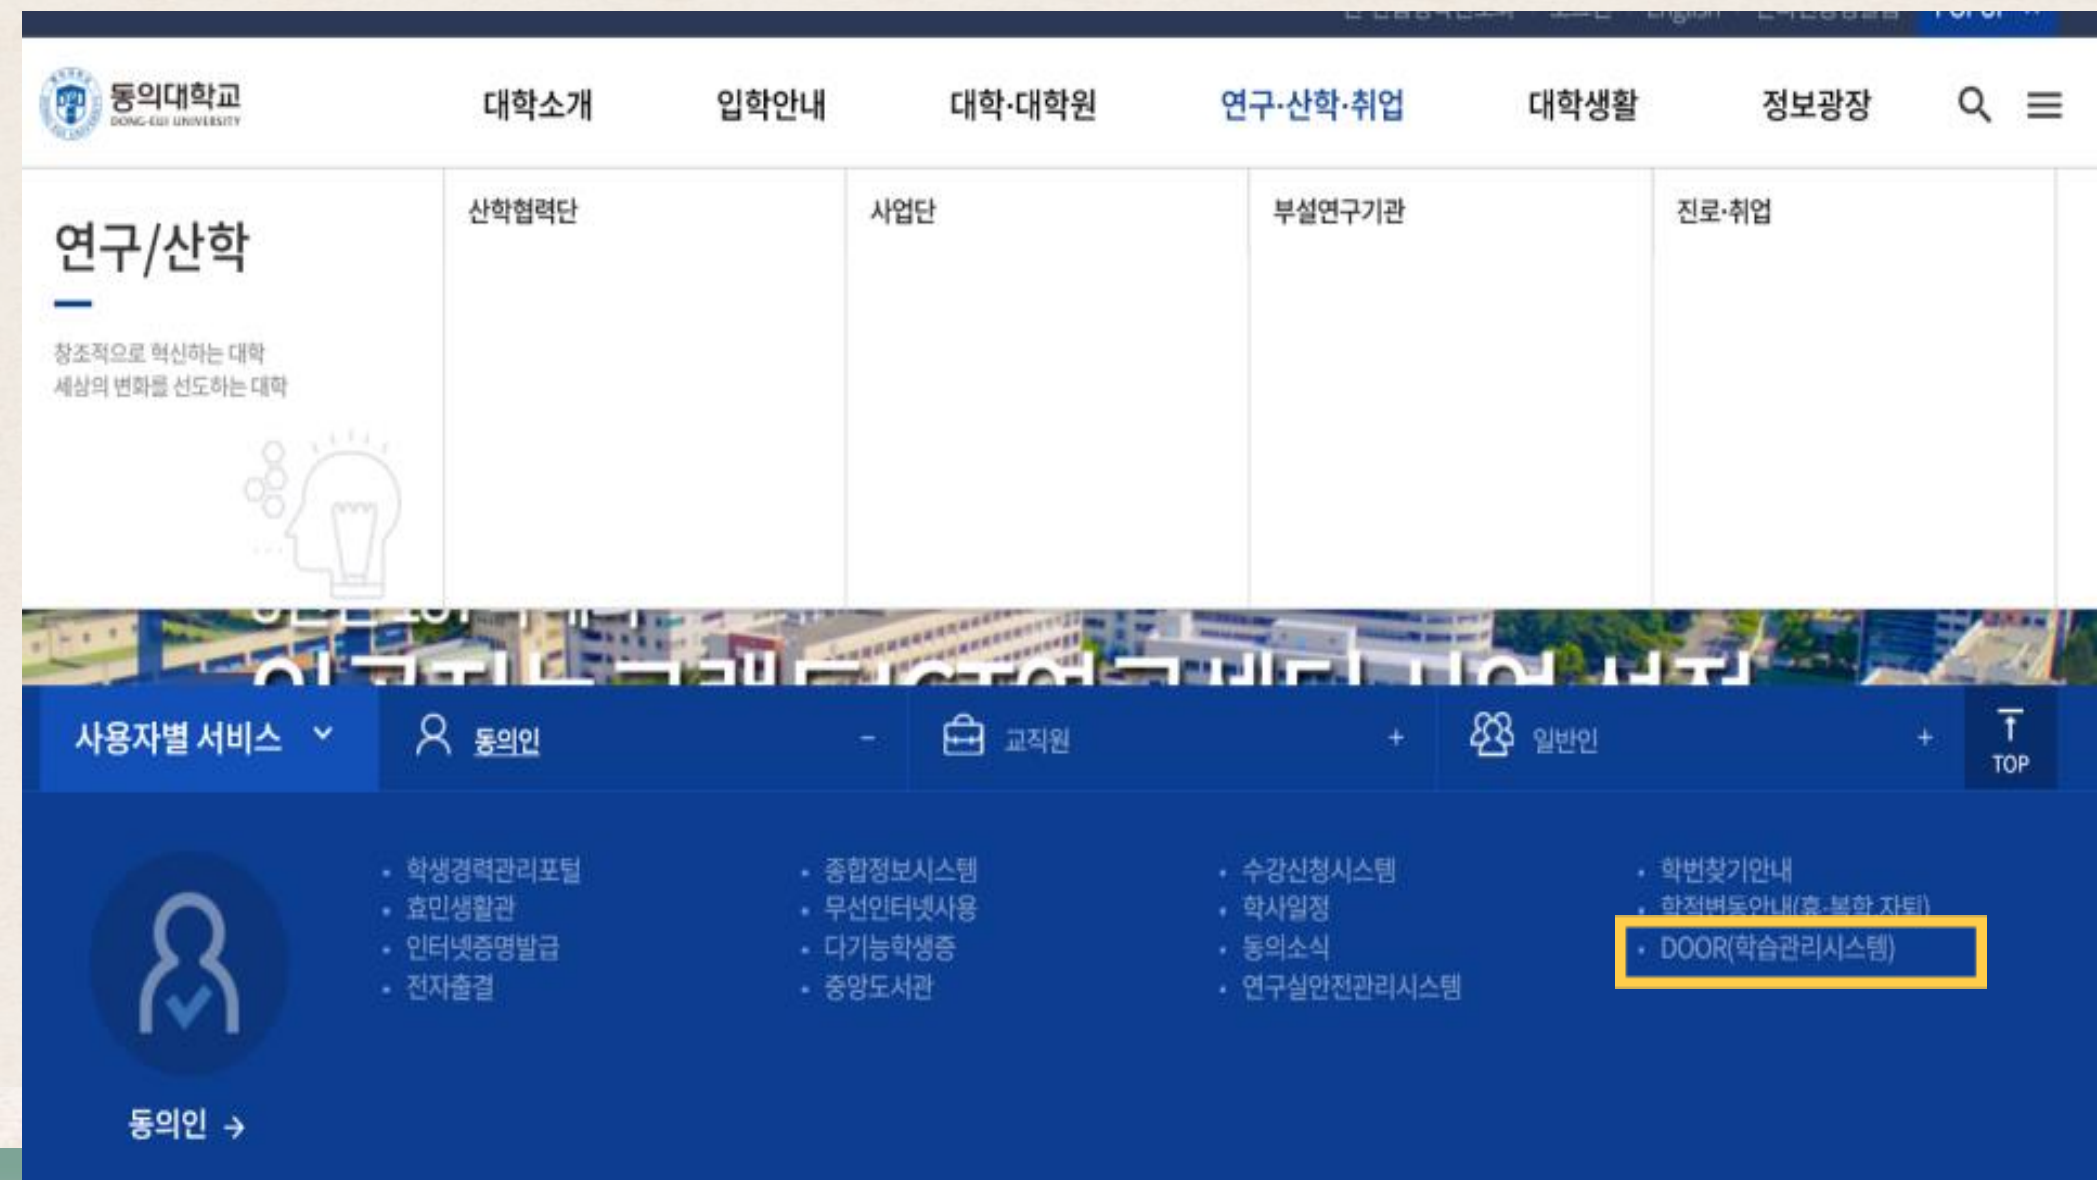 English
동의대학교
DONG-EUI UNIVERSITY
대학소개
입학안내
대학·대학원
연구·산학·취업
대학생활
정보광장
연구/산학
창조적으로 혁신하는 대학
세상의 변화를 선도하는 대학
산학협력단
사업단
부설연구기관
진로·취업
사용자별 서비스
동의인 -
교직원 +
일반인 +
TOP
동의인 →
· 학생경력관리포털
· 효민생활관
· 인터넷증명발급
· 전자출결
· 종합정보시스템
· 무선인터넷사용
· 다기능학생증
· 중앙도서관
· 수강신청시스템
· 학사일정
· 동의소식
· 연구실안전관리시스템
· 학번찾기안내
· 학적변동안내(휴·복학,자퇴)
· DOOR(학습관리시스템)